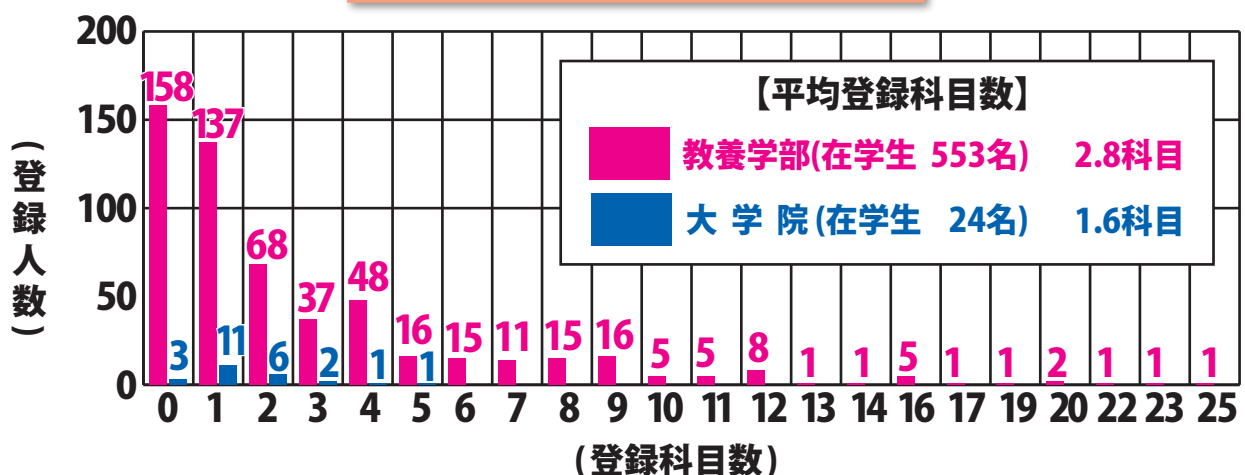 200
150
100
50
0
(登録人数)
【平均登録科目数】
教養学部(在学生 553名) 2.8科目
大 学 院 (在学生 24名) 1.6科目
158 137 68 37 48 16 15 11 15 16 5 5 8 1 1 5 1 1 2 1 1 1
3 11 6 2 1 1
0 1 2 3 4 5 6 7 8 9 10 11 12 13 14 16 17 19 20 22 23 25
(登録科目数)